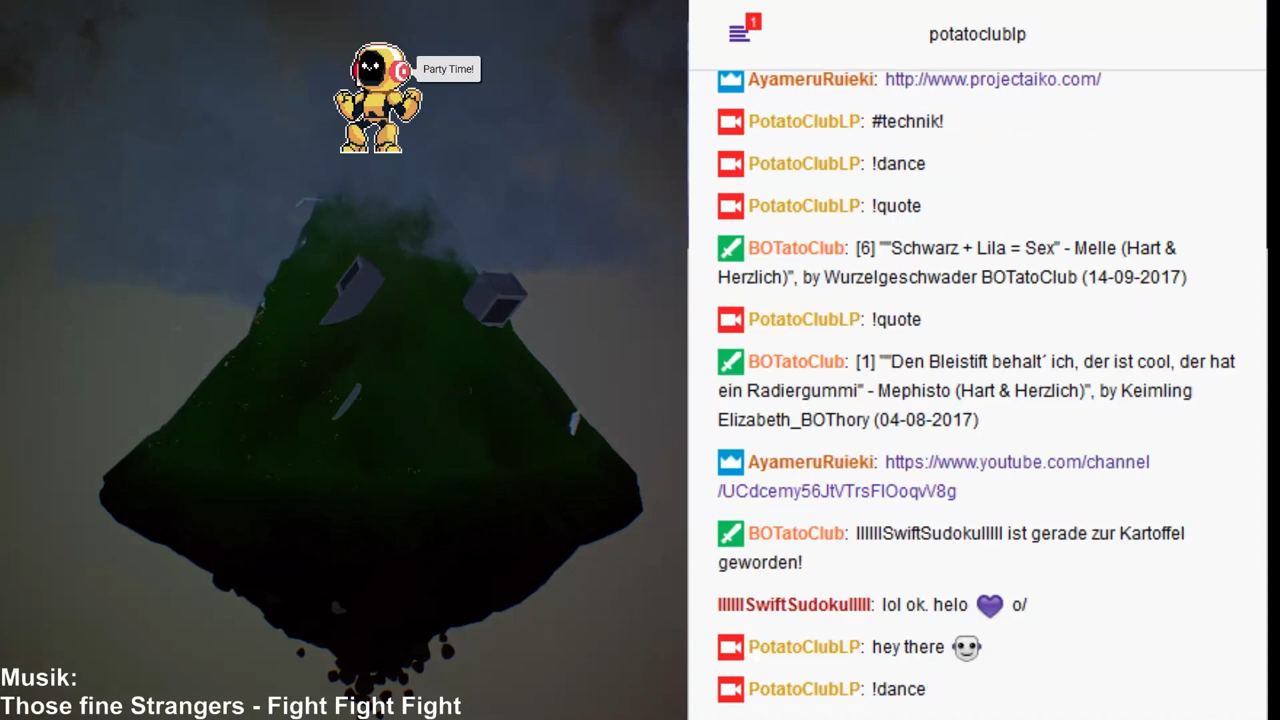 Party Time!
1
potatoclublp
AyameruRuieki: http://www.projectaiko.com/
PotatoClubLP: #technik!
PotatoClubLP: !dance
PotatoClubLP: !quote
BOTatoClub: [6] ""Schwarz + Lila = Sex" - Melle (Hart &
Herzlich)", by Wurzelgeschwader BOTatoClub (14-09-2017)
PotatoClubLP: !quote
BOTatoClub: [1] ""Den Bleistift behalt´ ich, der ist cool, der hat
ein Radiergummi" - Mephisto (Hart & Herzlich)", by Keimling
Elizabeth_BOThory (04-08-2017)
AyameruRuieki: https://www.youtube.com/channel
/UCdcemy56JtVTrsFIOoqvV8g
BOTatoClub: IIIIIISwiftSudokuIIIII ist gerade zur Kartoffel
geworden!
IIIIIISwiftSudokuIIIII: lol ok. helo o/
PotatoClubLP: hey there
PotatoClubLP: !dance
Musik:
Those fine Strangers - Fight Fight Fight